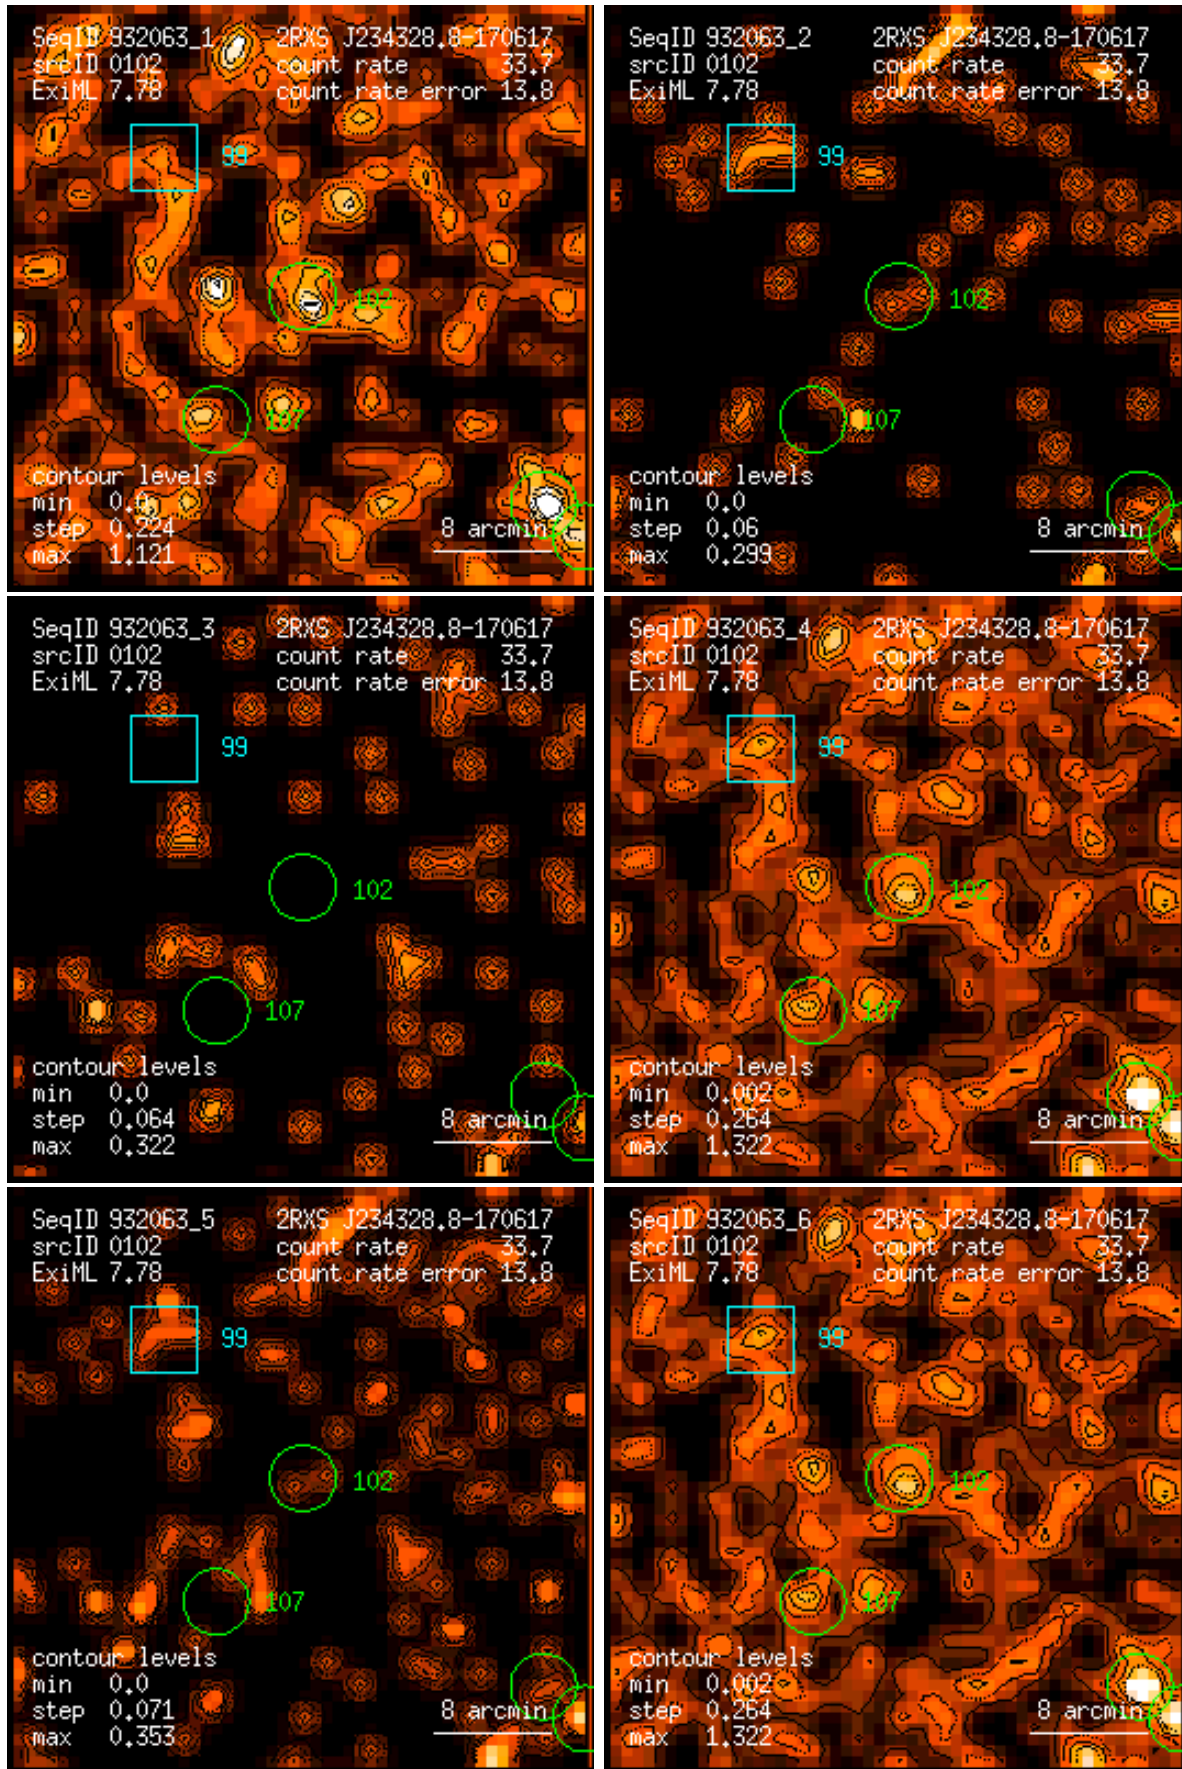 SeqID 932063_1 2RXS J234328.8-170617
srcID 0102 count rate 33.7
ExiML 7.78 count rate error 13.8
99
102
107
contour levels
min 0.0
step 0.224 8 arcmin
max 1.121
SeqID 932063_2 2RXS J234328.8-170617
srcID 0102 count rate 33.7
ExiML 7.78 count rate error 13.8
99
102
107
contour levels
min 0.0
step 0.06 8 arcmin
max 0.299
SeqID 932063_3 2RXS J234328.8-170617
srcID 0102 count rate 33.7
ExiML 7.78 count rate error 13.8
99
102
107
contour levels
min 0.0
step 0.064 8 arcmin
max 0.322
SeqID 932063_4 2RXS J234328.8-170617
srcID 0102 count rate 33.7
ExiML 7.78 count rate error 13.8
99
102
107
contour levels
min 0.002
step 0.264 8 arcmin
max 1.322
SeqID 932063_5 2RXS J234328.8-170617
srcID 0102 count rate 33.7
ExiML 7.78 count rate error 13.8
99
102
107
contour levels
min 0.0
step 0.071 8 arcmin
max 0.353
SeqID 932063_6 2RXS J234328.8-170617
srcID 0102 count rate 33.7
ExiML 7.78 count rate error 13.8
99
102
107
contour levels
min 0.002
step 0.264 8 arcmin
max 1.322